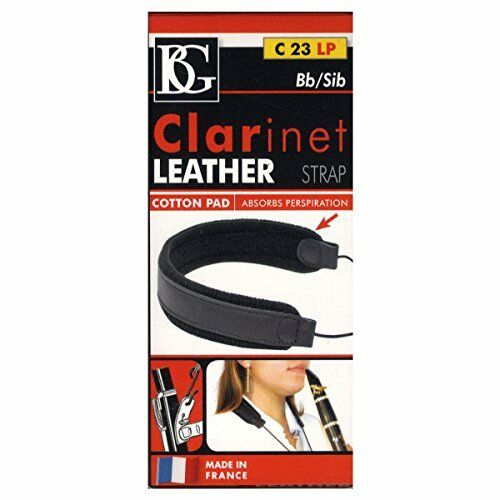 BG
C 23 LP
Bb/Sib
Clarinet
LEATHER STRAP
COTTON PAD ABSORBS PERSPIRATION
MADE IN
FRANCE